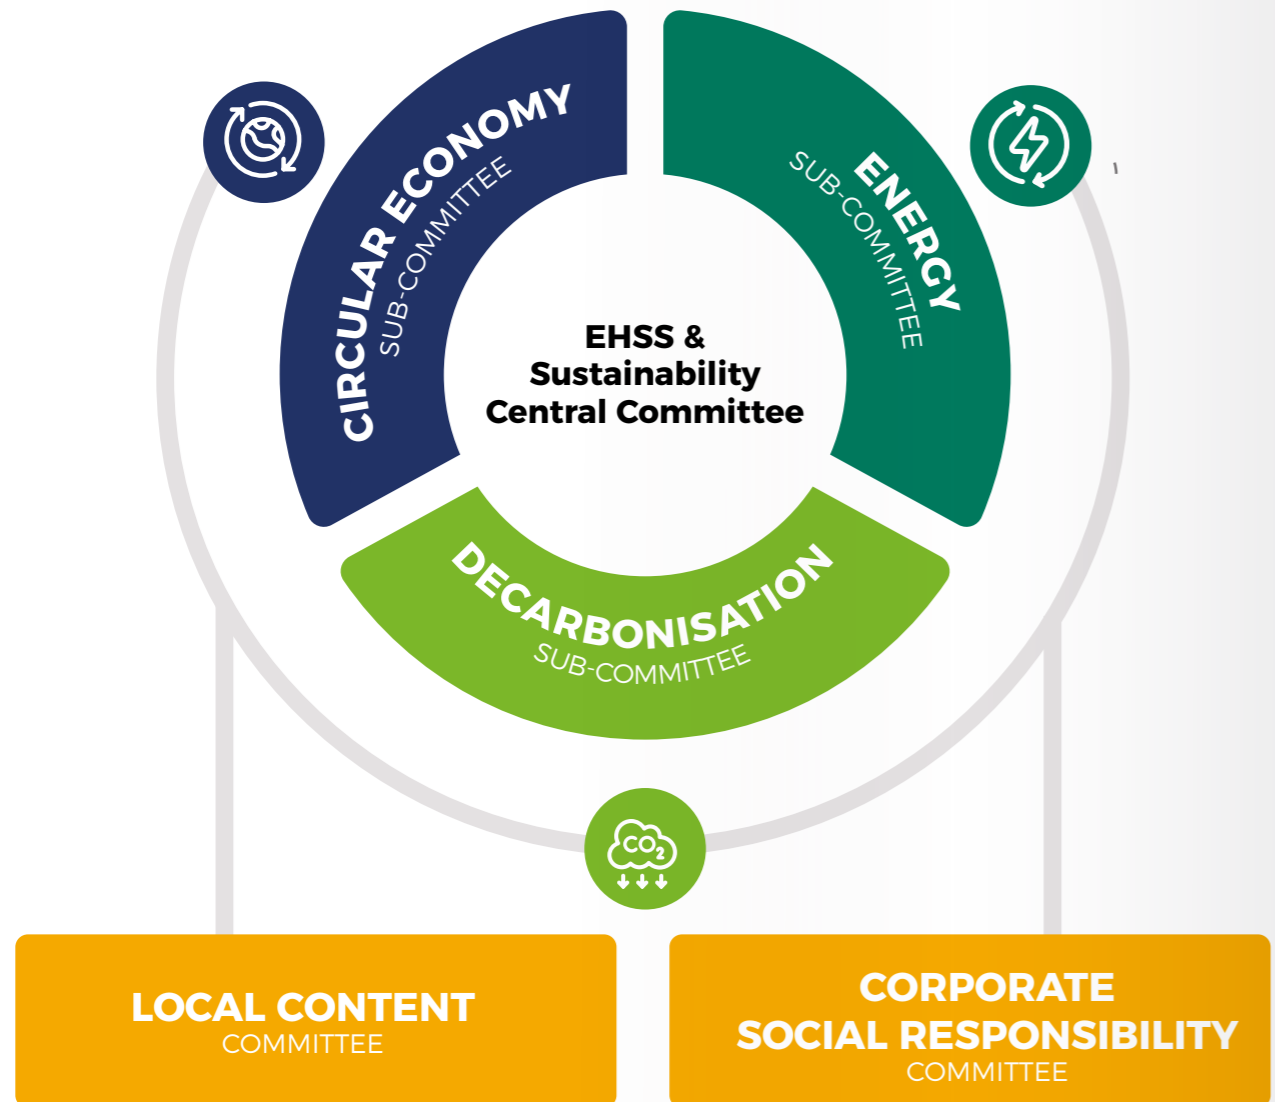 CIRCULAR ECONOMY
SUB-COMMITTEE
ENERGY
SUB-COMMITTEE
EHSS &
Sustainability
Central Committee
DECARBONISATION
SUB-COMMITTEE
CO₂
LOCAL CONTENT
COMMITTEE
CORPORATE
SOCIAL RESPONSIBILITY
COMMITTEE